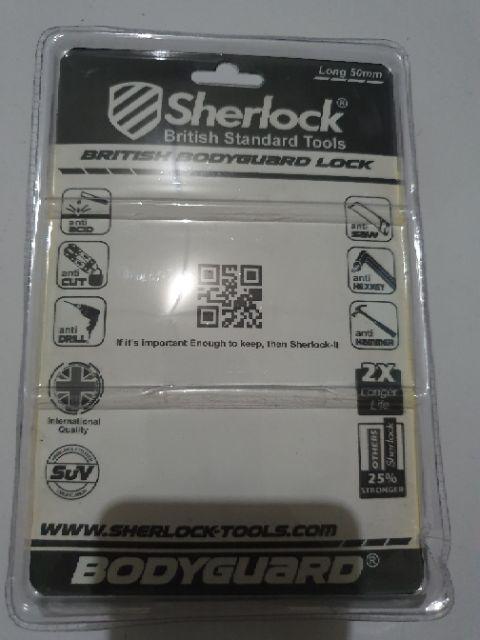 Long 50mm
Sherlock®
British Standard Tools
BRITISH BODYGUARD LOCK
anti ACID
anti SAW
anti CUT
anti HEXKEY
anti DRILL
anti HAMMER
If it's important Enough to keep, then Sherlock-It
2X
Longer
Life
International
Quality
OTHERS
Sherlock
25%
STRONGER
SUV
WWW.SHERLOCK-TOOLS.COM
BODYGUARD®